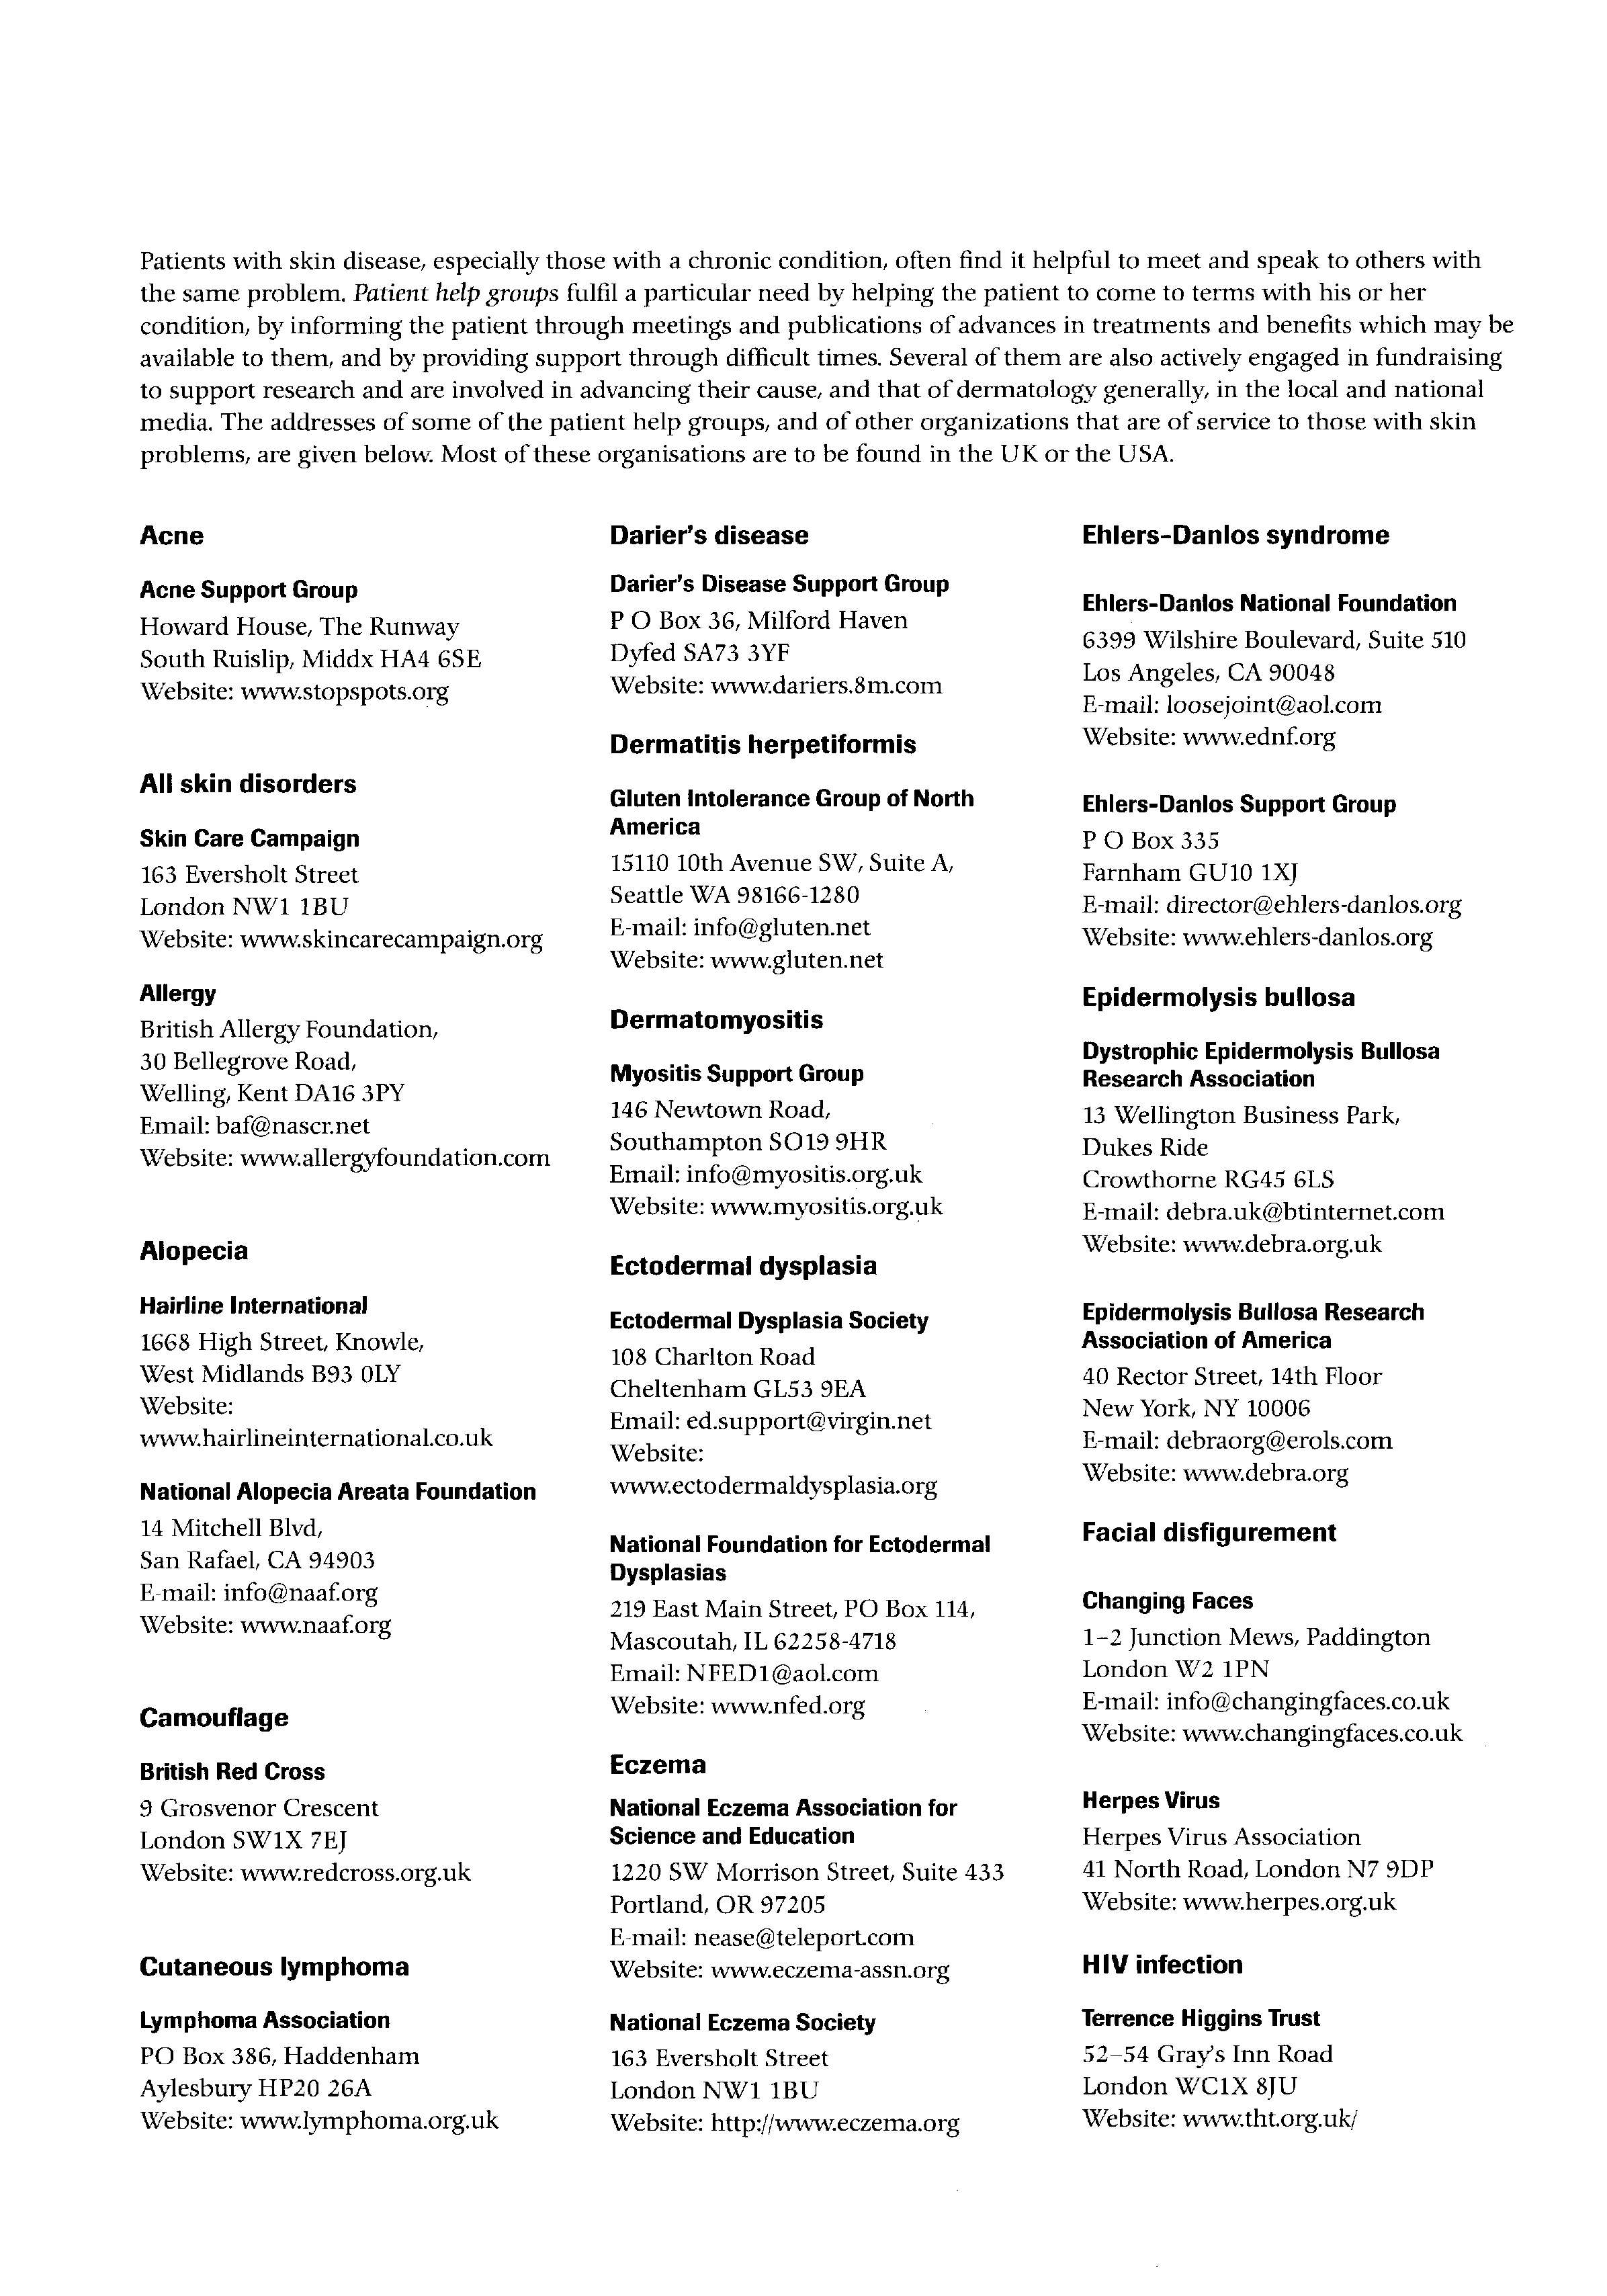 Patients with skin disease, especially those with a chronic condition, often find it helpful to meet and speak to others with
the same problem. Patient help groups fulfil a particular need by helping the patient to come to terms with his or her
condition, by informing the patient through meetings and publications of advances in treatments and benefits which may be
available to them, and by providing support through difficult times. Several of them are also actively engaged in fundraising
to support research and are involved in advancing their cause, and that of dermatology generally, in the local and national
media. The addresses of some of the patient help groups, and of other organizations that are of service to those with skin
problems, are given below. Most of these organisations are to be found in the UK or the USA.
Acne
Acne Support Group
Howard House, The Runway
South Ruislip, Middx HA4 6SE
Website: www.stopspots.org
All skin disorders
Skin Care Campaign
163 Eversholt Street
London NW1 1BU
Website: www.skincarecampaign.org
Allergy
British Allergy Foundation,
30 Bellegrove Road,
Welling, Kent DA16 3PY
Email: baf@nascr.net
Website: www.allergyfoundation.com
Alopecia
Hairline International
1668 High Street, Knowle,
West Midlands B93 0LY
Website:
www.hairlineinternational.co.uk
National Alopecia Areata Foundation
14 Mitchell Blvd,
San Rafael, CA 94903
E-mail: info@naaf.org
Website: www.naaf.org
Camouflage
British Red Cross
9 Grosvenor Crescent
London SW1X 7EJ
Website: www.redcross.org.uk
Cutaneous lymphoma
Lymphoma Association
PO Box 386, Haddenham
Aylesbury HP20 26A
Website: www.lymphoma.org.uk
Darier's disease
Darier's Disease Support Group
P O Box 36, Milford Haven
Dyfed SA73 3YF
Website: www.dariers.8m.com
Dermatitis herpetiformis
Gluten Intolerance Group of North
America
15110 10th Avenue SW, Suite A,
Seattle WA 98166-1280
E-mail: info@gluten.net
Website: www.gluten.net
Dermatomyositis
Myositis Support Group
146 Newtown Road,
Southampton SO19 9HR
Email: info@myositis.org.uk
Website: www.myositis.org.uk
Ectodermal dysplasia
Ectodermal Dysplasia Society
108 Charlton Road
Cheltenham GL53 9EA
Email: ed.support@virgin.net
Website:
www.ectodermaldysplasia.org
National Foundation for Ectodermal
Dysplasias
219 East Main Street, PO Box 114,
Mascoutah, IL 62258-4718
Email: NFED1@aol.com
Website: www.nfed.org
Eczema
National Eczema Association for
Science and Education
1220 SW Morrison Street, Suite 433
Portland, OR 97205
E-mail: nease@teleport.com
Website: www.eczema-assn.org
National Eczema Society
163 Eversholt Street
London NW1 1BU
Website: http://www.eczema.org
Ehlers-Danlos syndrome
Ehlers-Danlos National Foundation
6399 Wilshire Boulevard, Suite 510
Los Angeles, CA 90048
E-mail: loosejoint@aol.com
Website: www.ednf.org
Ehlers-Danlos Support Group
P O Box 335
Farnham GU10 1XJ
E-mail: director@ehlers-danlos.org
Website: www.ehlers-danlos.org
Epidermolysis bullosa
Dystrophic Epidermolysis Bullosa
Research Association
13 Wellington Business Park,
Dukes Ride
Crowthorne RG45 6LS
E-mail: debra.uk@btinternet.com
Website: www.debra.org.uk
Epidermolysis Bullosa Research
Association of America
40 Rector Street, 14th Floor
New York, NY 10006
E-mail: debraorg@erols.com
Website: www.debra.org
Facial disfigurement
Changing Faces
1–2 Junction Mews, Paddington
London W2 1PN
E-mail: info@changingfaces.co.uk
Website: www.changingfaces.co.uk
Herpes Virus
Herpes Virus Association
41 North Road, London N7 9DP
Website: www.herpes.org.uk
HIV infection
Terrence Higgins Trust
52–54 Gray's Inn Road
London WC1X 8JU
Website: www.tht.org.uk/